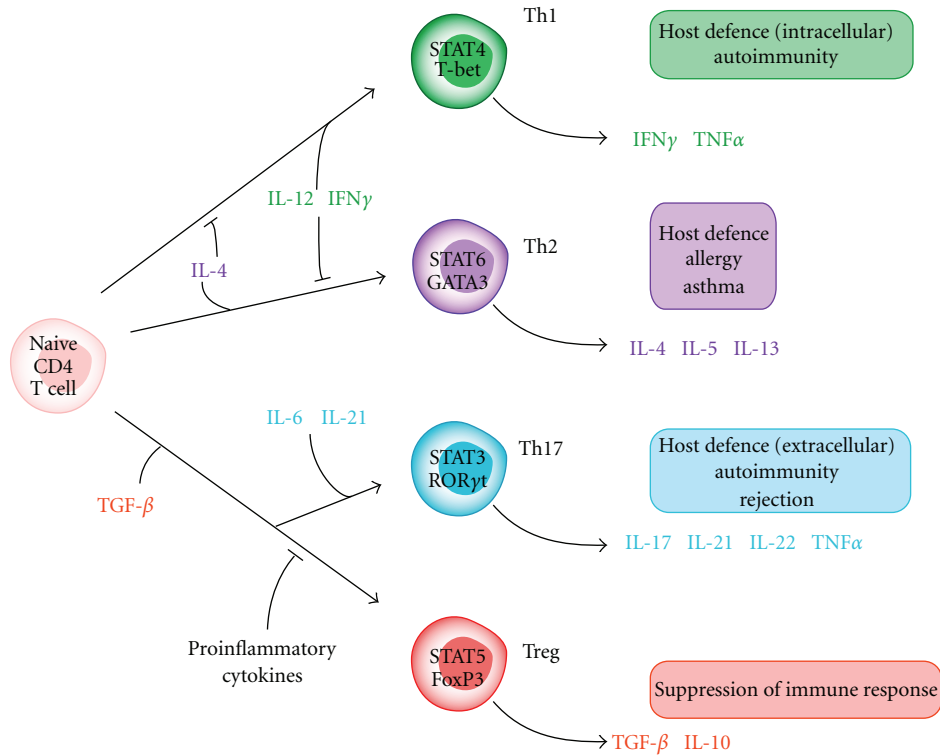 Th1
STAT4
T-bet
Host defence (intracellular)
autoimmunity
IFNγ TNFα
IL-12 IFNγ
IL-4
Th2
STAT6
GATA3
Host defence
allergy
asthma
IL-4 IL-5 IL-13
Naive
CD4
T cell
IL-6 IL-21
TGF-β
Th17
STAT3
RORγt
Host defence (extracellular)
autoimmunity
rejection
IL-17 IL-21 IL-22 TNFα
Proinflammatory
cytokines
Treg
STAT5
FoxP3
Suppression of immune response
TGF-β IL-10